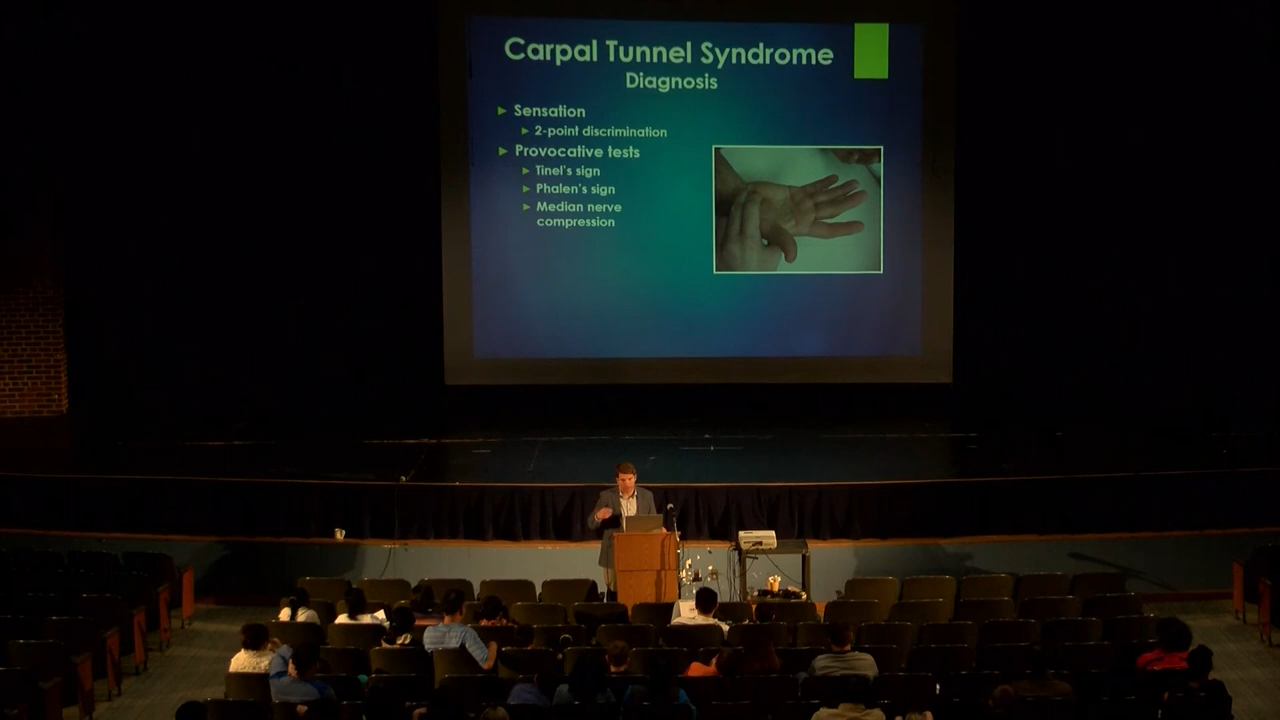 Carpal Tunnel Syndrome
Diagnosis
Sensation
2-point discrimination
Provocative tests
Tinel's sign
Phalen's sign
Median nerve
compression